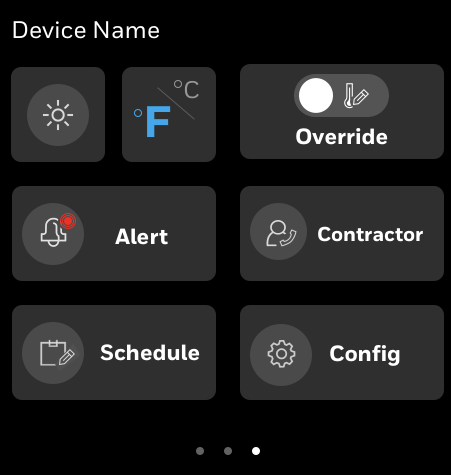 Device Name
°C
°F
Override
Alert
Contractor
Schedule
Config